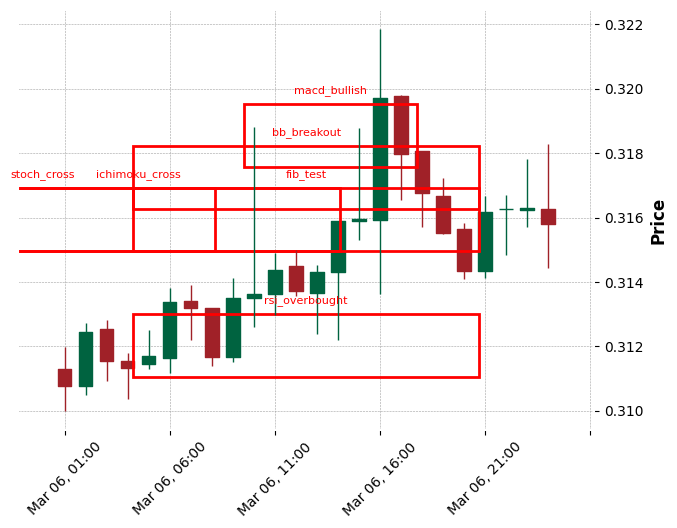 0.322
macd_bullish
0.320
bb_breakout
0.318
stoch_cross ichimoku_cross fib_test
0.316
Price
0.314
rsi_overbought
0.312
0.310
Mar 06, 01:00 Mar 06, 06:00 Mar 06, 11:00 Mar 06, 16:00 Mar 06, 21:00